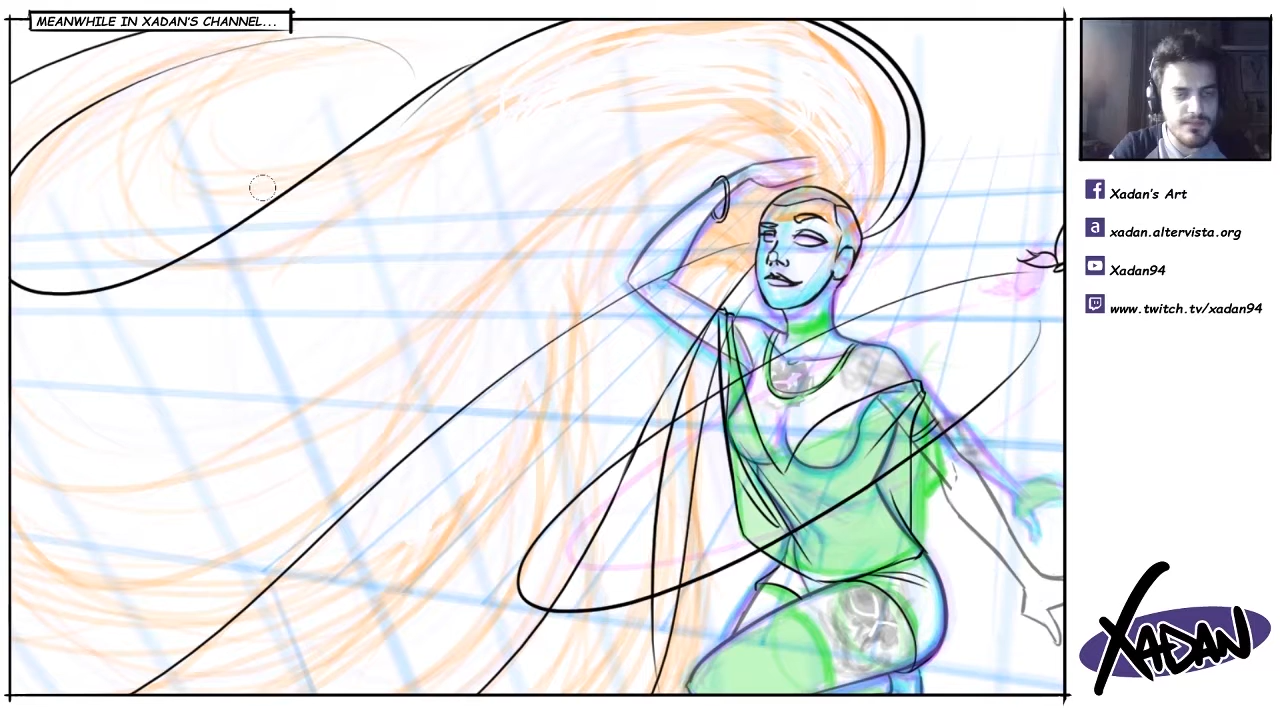 MEANWHILE IN XADAN'S CHANNEL...
Xadan's Art
xadan.altervista.org
Xadan94
www.twitch.tv/xadan94
XADAN